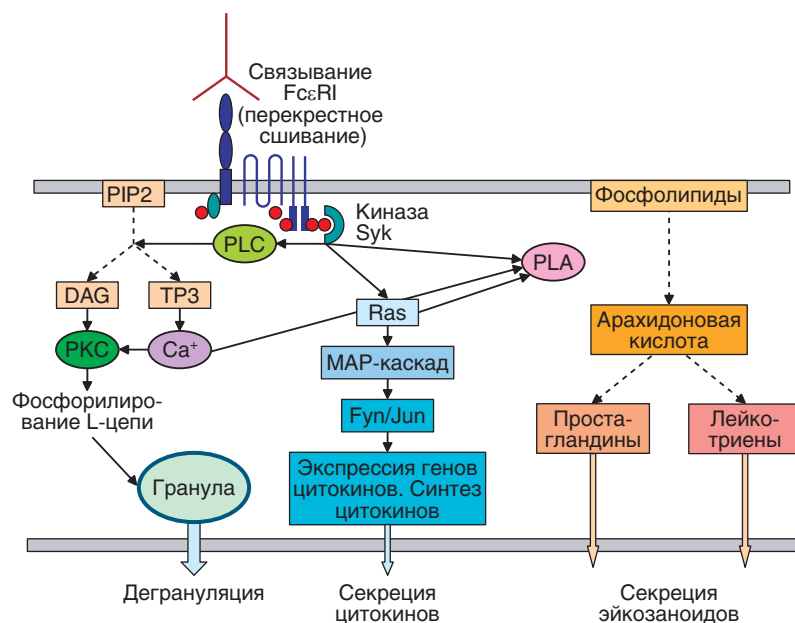 Связывание
FcεRI
(перекрестное
сшивание)
PIP2
Фосфолипиды
Киназа
Syk
PLC
PLA
DAG
TP3
Ras
Арахидоновая
кислота
PKC
Ca⁺
MAP-каскад
Фосфорилиро-
вание L-цепи
Fyn/Jun
Проста-
гландины
Лейко-
триены
Гранула
Экспрессия генов
цитокинов. Синтез
цитокинов
Дегрануляция
Секреция
цитокинов
Секреция
эйкозаноидов